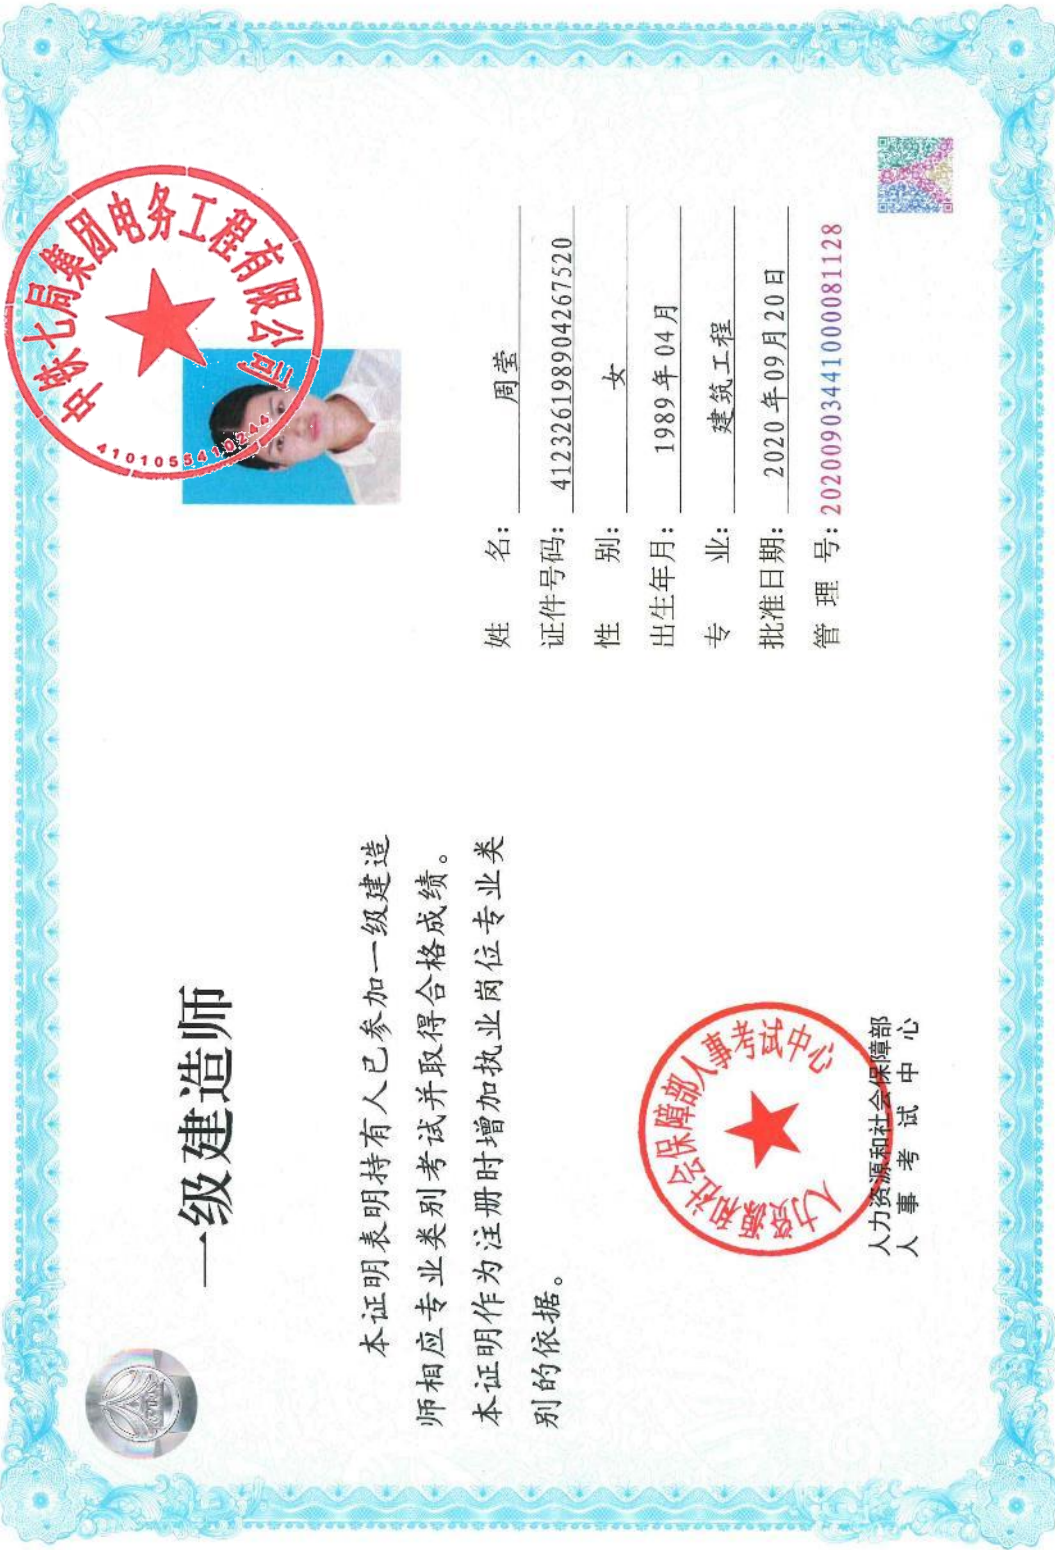 一级建造师
本证明表明持有人已参加一级建造
师相应专业类别考试并取得合格成绩。
本证明作为注册时增加执业岗位专业类
别的依据。
人力资源和社会保障部人事考试中心
人力资源和社会保障部
人事考试中心
中铁七局集团电务工程有限公司
4101055410244
姓 名：周莹
证件号码：412326198904267520
性 别：女
出生年月：1989年04月
专 业：建筑工程
批准日期：2020年09月20日
管 理 号：20200903441000081128